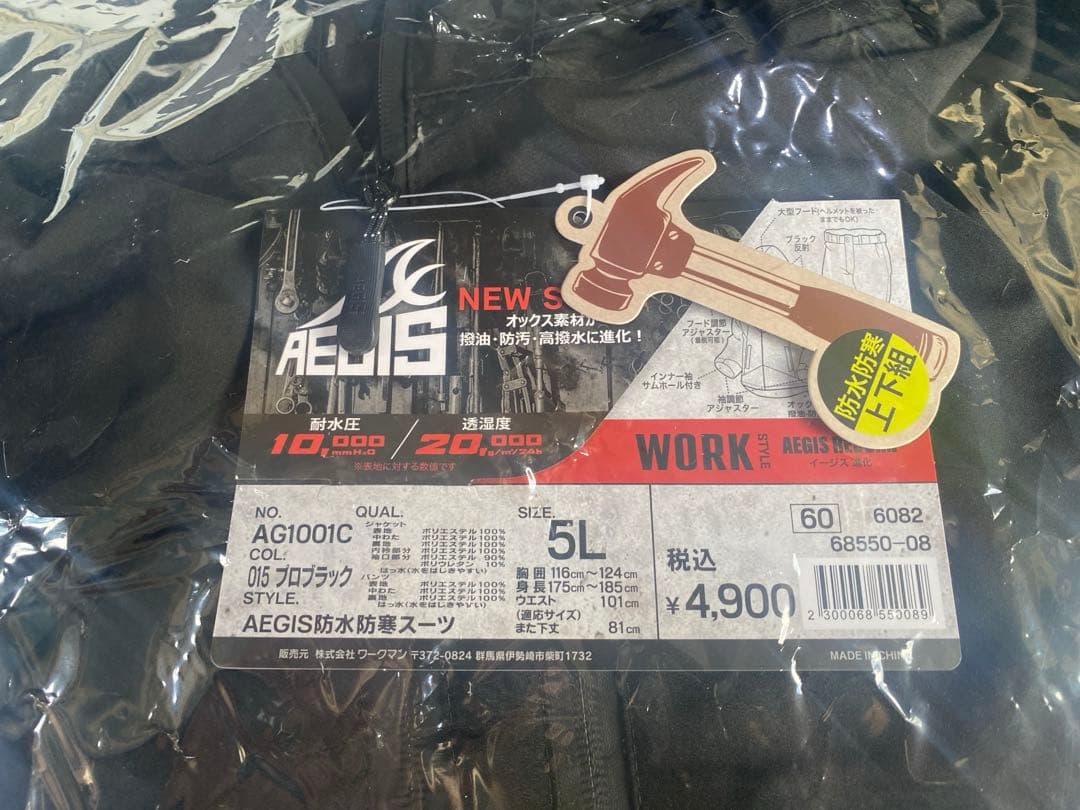 大型フード(ヘルメットを被った
ままでもOK)
ブラック
反射
AEGIS
NEW S
オックス素材が
撥油・防汚・高撥水に進化！
フード調節
アジャスター
(着脱可能)
インナー袖
サムホール付き
袖調節
アジャスター
オック
撥油・防
防水防寒
上下組
耐水圧
10,000mmH₂O
透湿度
20,000g/m²/24h
※表地に対する数値です
WORK STYLE
AEGIS
イージス進化
NO.
AG1001C
COL.
015 プロブラック
STYLE.
AEGIS防水防寒スーツ
QUAL.
ジャケット
表地 ポリエステル100%
中わた ポリエステル100%
裏地 ポリエステル100%
内衿部分 ポリエステル100%
袖口部分 ポリエステル 90%
ポリウレタン 10%
はっ水(水をはじきやすい)
パンツ
表地 ポリエステル100%
中わた ポリエステル100%
裏地 ポリエステル100%
はっ水(水をはじきやすい)
SIZE.
5L
胸囲 116cm～124cm
身長 175cm～185cm
ウエスト 101cm
(適応サイズ)
また下丈 81cm
60 6082
68550-08
税込
¥4,900
2 300068 550089
販売元 株式会社 ワークマン 〒372-0824 群馬県伊勢崎市柴町1732
MADE IN CHINA